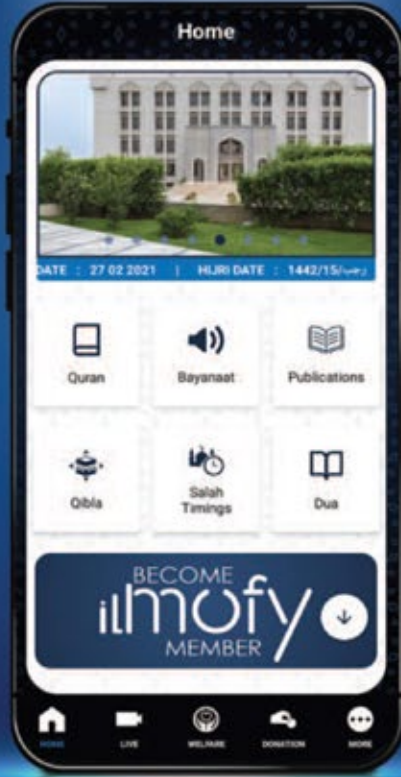 Home
DATE : 27 02 2021 | HIJRI DATE : 1442/15/رجب
Quran
Bayanaat
Publications
Qibla
Salah
Timings
Dua
BECOME
ilmofy
MEMBER
HOME
LIVE
WELFARE
DONATION
MORE